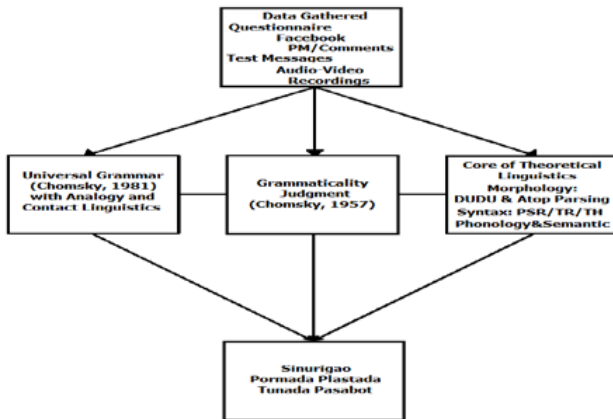 Data Gathered
Questionnaire
Facebook
PM/Comments
Test Messages
Audio-Video
Recordings
Universal Grammar
(Chomsky, 1981)
with Analogy and
Contact Linguistics
Grammaticality
Judgment
(Chomsky, 1957)
Core of Theoretical
Linguistics
Morphology:
DUDU & Atop Parsing
Syntax: PSR/TR/TH
Phonology&Semantic
Sinurigao
Pormada Plastada
Tunada Pasabot